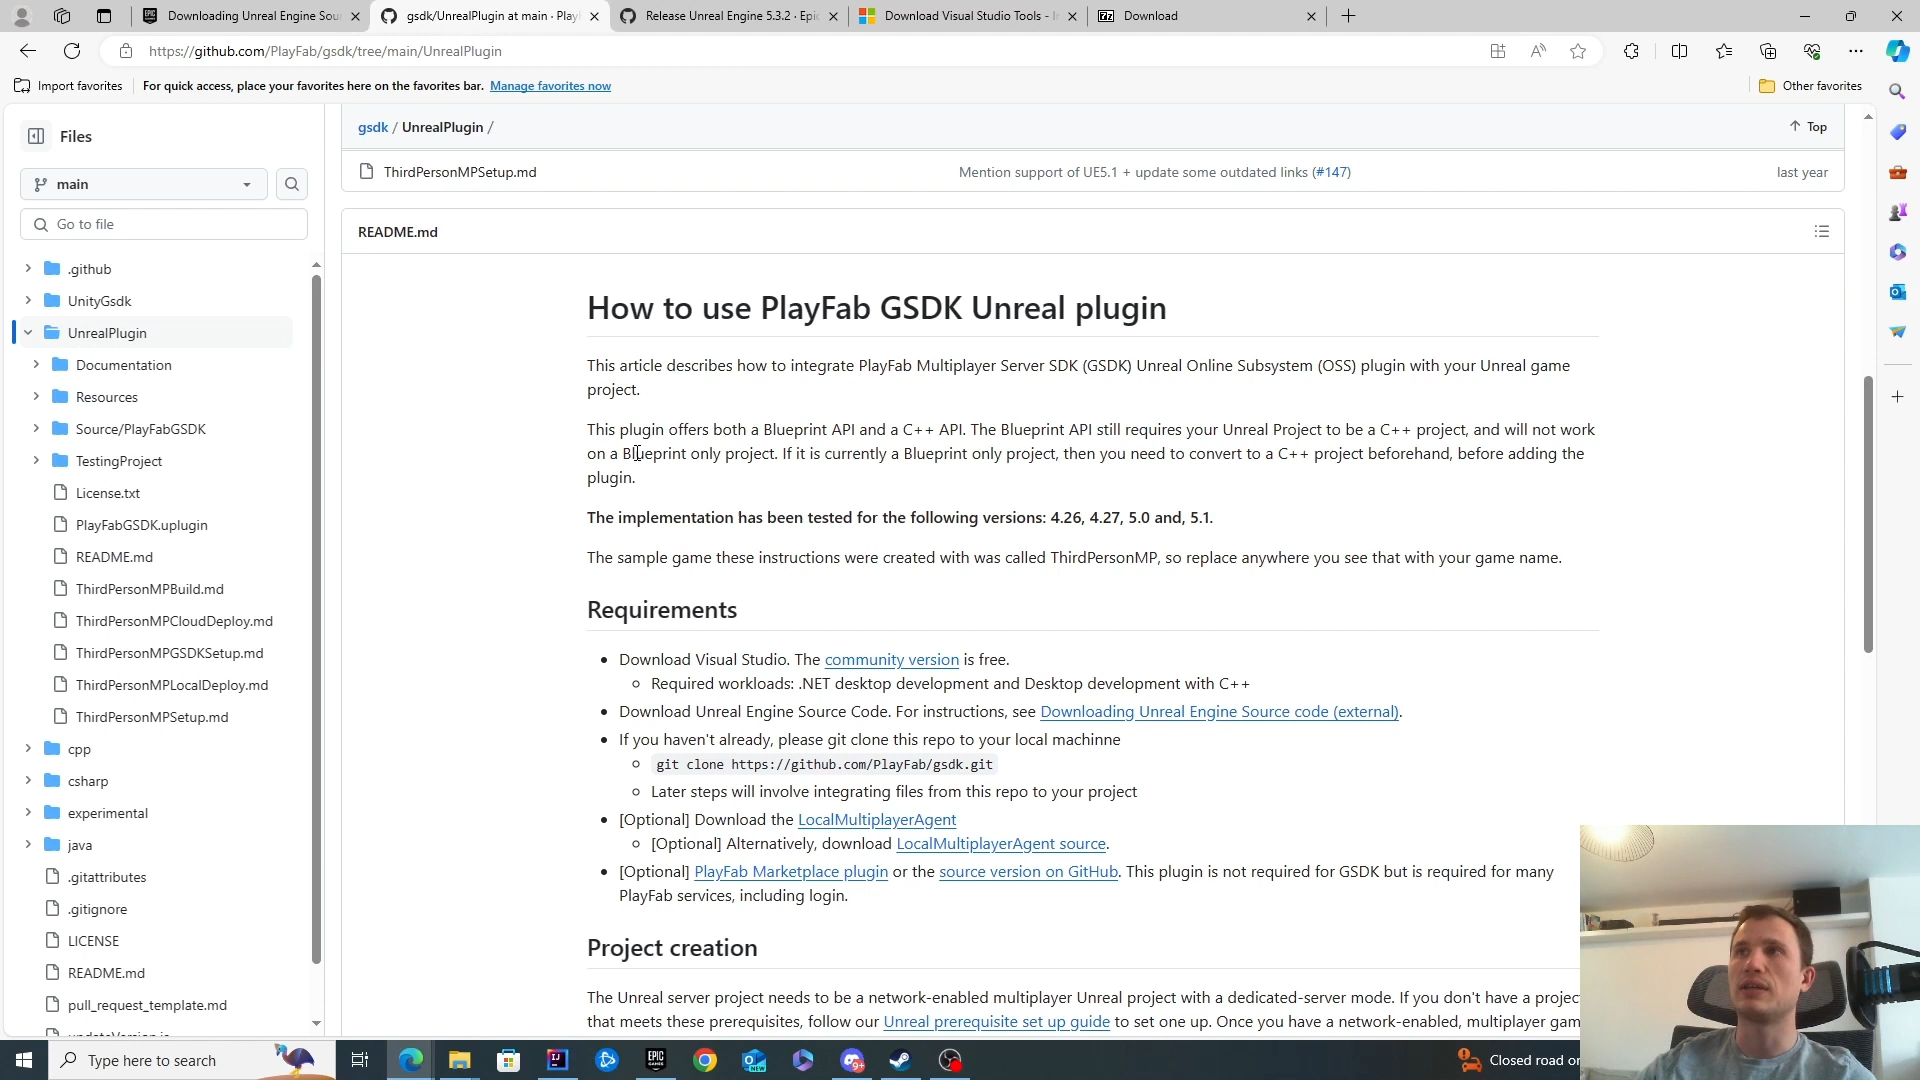 Downloading Unreal Engine Sour
gsdk/UnrealPlugin at main · Play
Release Unreal Engine 5.3.2 · Epic
Download Visual Studio Tools - I
7z Download
https://github.com/PlayFab/gsdk/tree/main/UnrealPlugin
Import favorites
For quick access, place your favorites here on the favorites bar. Manage favorites now
Other favorites
Files
gsdk / UnrealPlugin /
Top
main
ThirdPersonMPSetup.md
Mention support of UE5.1 + update some outdated links (#147)
last year
Go to file
README.md
.github
UnityGsdk
UnrealPlugin
Documentation
Resources
Source/PlayFabGSDK
TestingProject
License.txt
PlayFabGSDK.uplugin
README.md
ThirdPersonMPBuild.md
ThirdPersonMPCloudDeploy.md
ThirdPersonMPGSDKSetup.md
ThirdPersonMPLocalDeploy.md
ThirdPersonMPSetup.md
cpp
csharp
experimental
java
.gitattributes
.gitignore
LICENSE
README.md
pull_request_template.md
How to use PlayFab GSDK Unreal plugin
This article describes how to integrate PlayFab Multiplayer Server SDK (GSDK) Unreal Online Subsystem (OSS) plugin with your Unreal game
project.
This plugin offers both a Blueprint API and a C++ API. The Blueprint API still requires your Unreal Project to be a C++ project, and will not work
on a Blueprint only project. If it is currently a Blueprint only project, then you need to convert to a C++ project beforehand, before adding the
plugin.
The implementation has been tested for the following versions: 4.26, 4.27, 5.0 and, 5.1.
The sample game these instructions were created with was called ThirdPersonMP, so replace anywhere you see that with your game name.
Requirements
Download Visual Studio. The community version is free.
Required workloads: .NET desktop development and Desktop development with C++
Download Unreal Engine Source Code. For instructions, see Downloading Unreal Engine Source code (external).
If you haven't already, please git clone this repo to your local machinne
git clone https://github.com/PlayFab/gsdk.git
Later steps will involve integrating files from this repo to your project
[Optional] Download the LocalMultiplayerAgent
[Optional] Alternatively, download LocalMultiplayerAgent source.
[Optional] PlayFab Marketplace plugin or the source version on GitHub. This plugin is not required for GSDK but is required for many
PlayFab services, including login.
Project creation
The Unreal server project needs to be a network-enabled multiplayer Unreal project with a dedicated-server mode. If you don't have a project
that meets these prerequisites, follow our Unreal prerequisite set up guide to set one up. Once you have a network-enabled, multiplayer gam
Type here to search
EPIC GAMES
NEW
9+
Closed road on